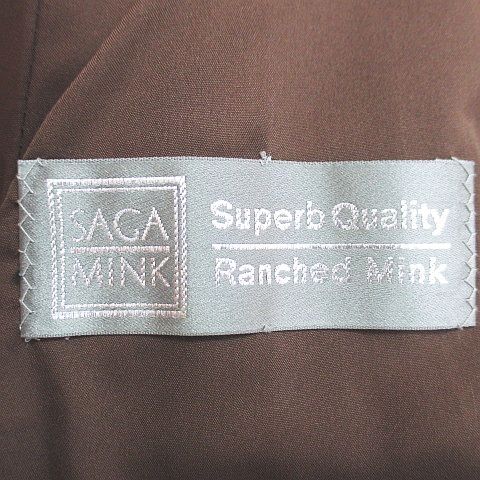 SAGA
MINK
Superb Quality
Ranched Mink